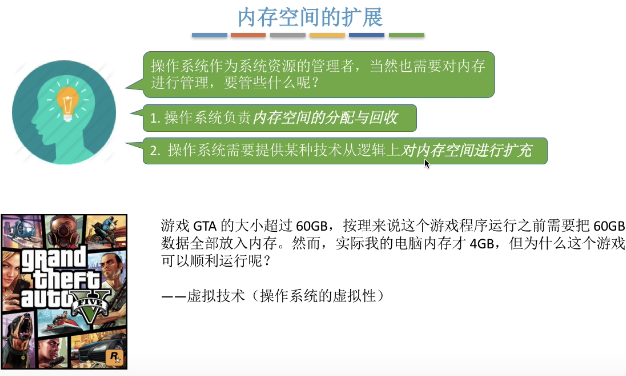 内存空间的扩展
操作系统作为系统资源的管理者，当然也需要对内存
进行管理，要管些什么呢？
1. 操作系统负责内存空间的分配与回收
2. 操作系统需要提供某种技术从逻辑上对内存空间进行扩充
游戏 GTA 的大小超过 60GB，按理来说这个游戏程序运行之前需要把 60GB
数据全部放入内存。然而，实际我的电脑内存才 4GB，但为什么这个游戏
可以顺利运行呢？
——虚拟技术（操作系统的虚拟性）
grand
theft
auto
V
FIVE
R